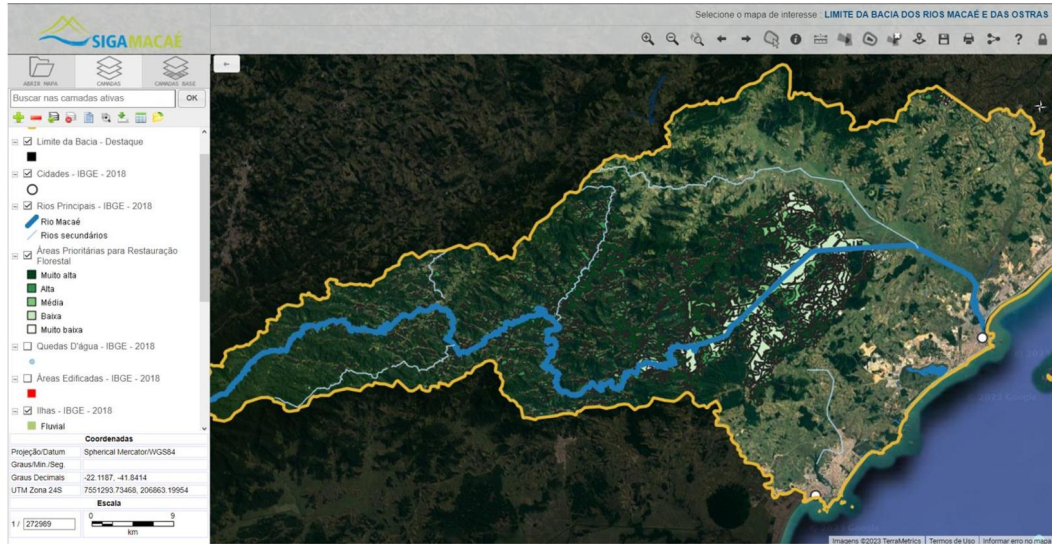 Selecione o mapa de interesse : LIMITE DA BACIA DOS RIOS MACAÉ E DAS OSTRAS
SIGAMACAÉ
ABRIR MAPA CAMADAS CAMADAS BASE
Buscar nas camadas ativas OK
Limite da Bacia - Destaque
Cidades - IBGE - 2018
Rios Principais - IBGE - 2018
Rio Macaé
Rios secundários
Áreas Prioritárias para Restauração
Florestal
Muito alta
Alta
Média
Baixa
Muito baixa
Quedas D'água - IBGE - 2018
Áreas Edificadas - IBGE - 2018
Ilhas - IBGE - 2018
Fluvial
Coordenadas
Projeção/Datum Spherical Mercator/WGS84
Graus/Min./Seg.
Graus Decimais -22.1187, -41.8414
UTM Zona 24S 7551293.73468, 206863.19954
Escala
1 / 272989 0 9
km
Imagens ©2023 TerraMetrics Termos de Uso Informar erro no mapa